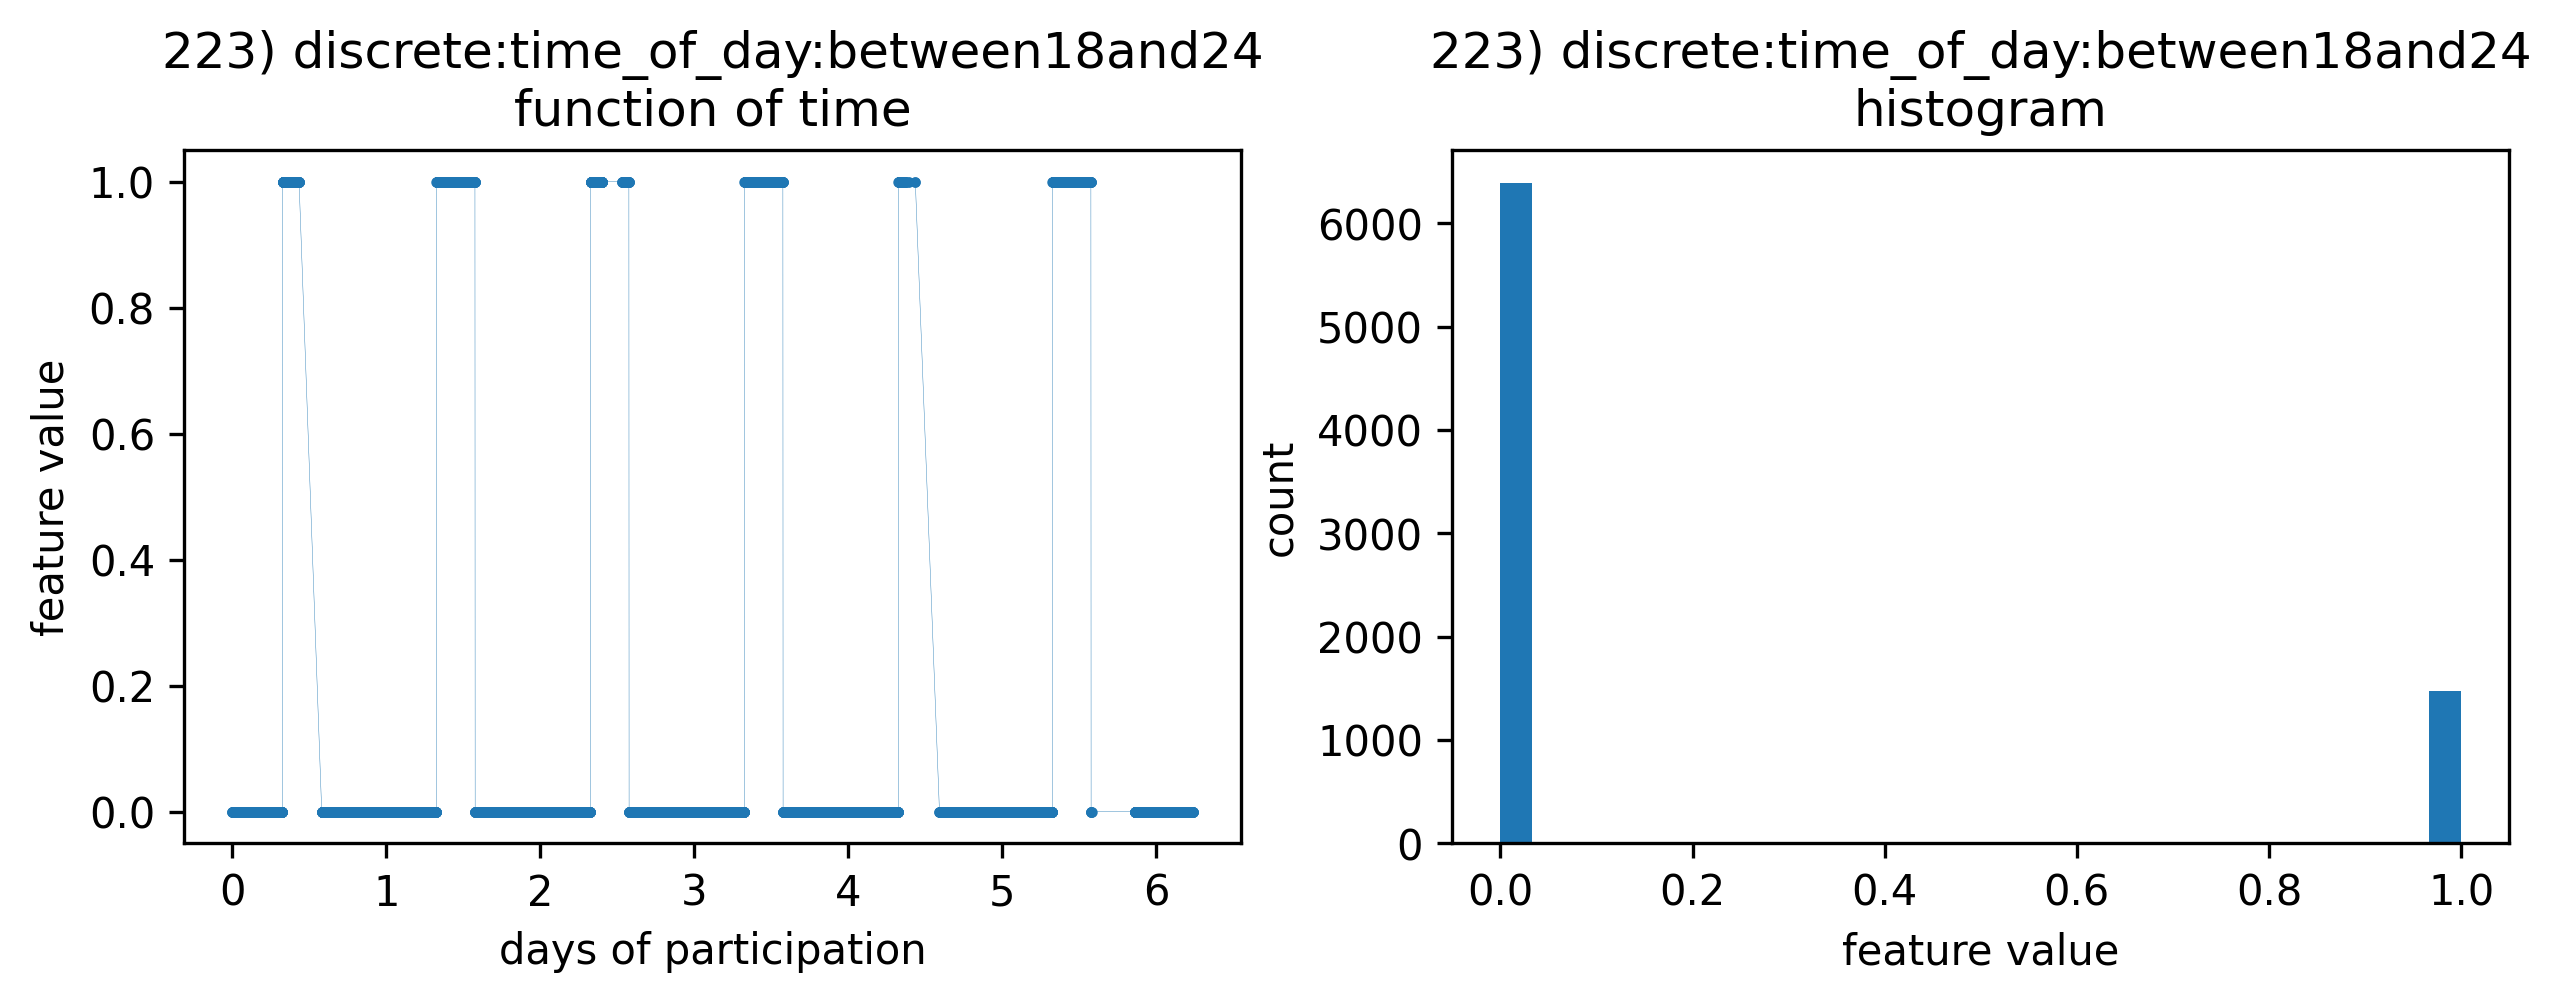 223) discrete:time_of_day:between18and24
function of time
1.0
0.8
0.6
0.4
0.2
0.0
feature value
0 1 2 3 4 5 6
days of participation
223) discrete:time_of_day:between18and24
histogram
6000
5000
4000
3000
2000
1000
0
count
0.0 0.2 0.4 0.6 0.8 1.0
feature value